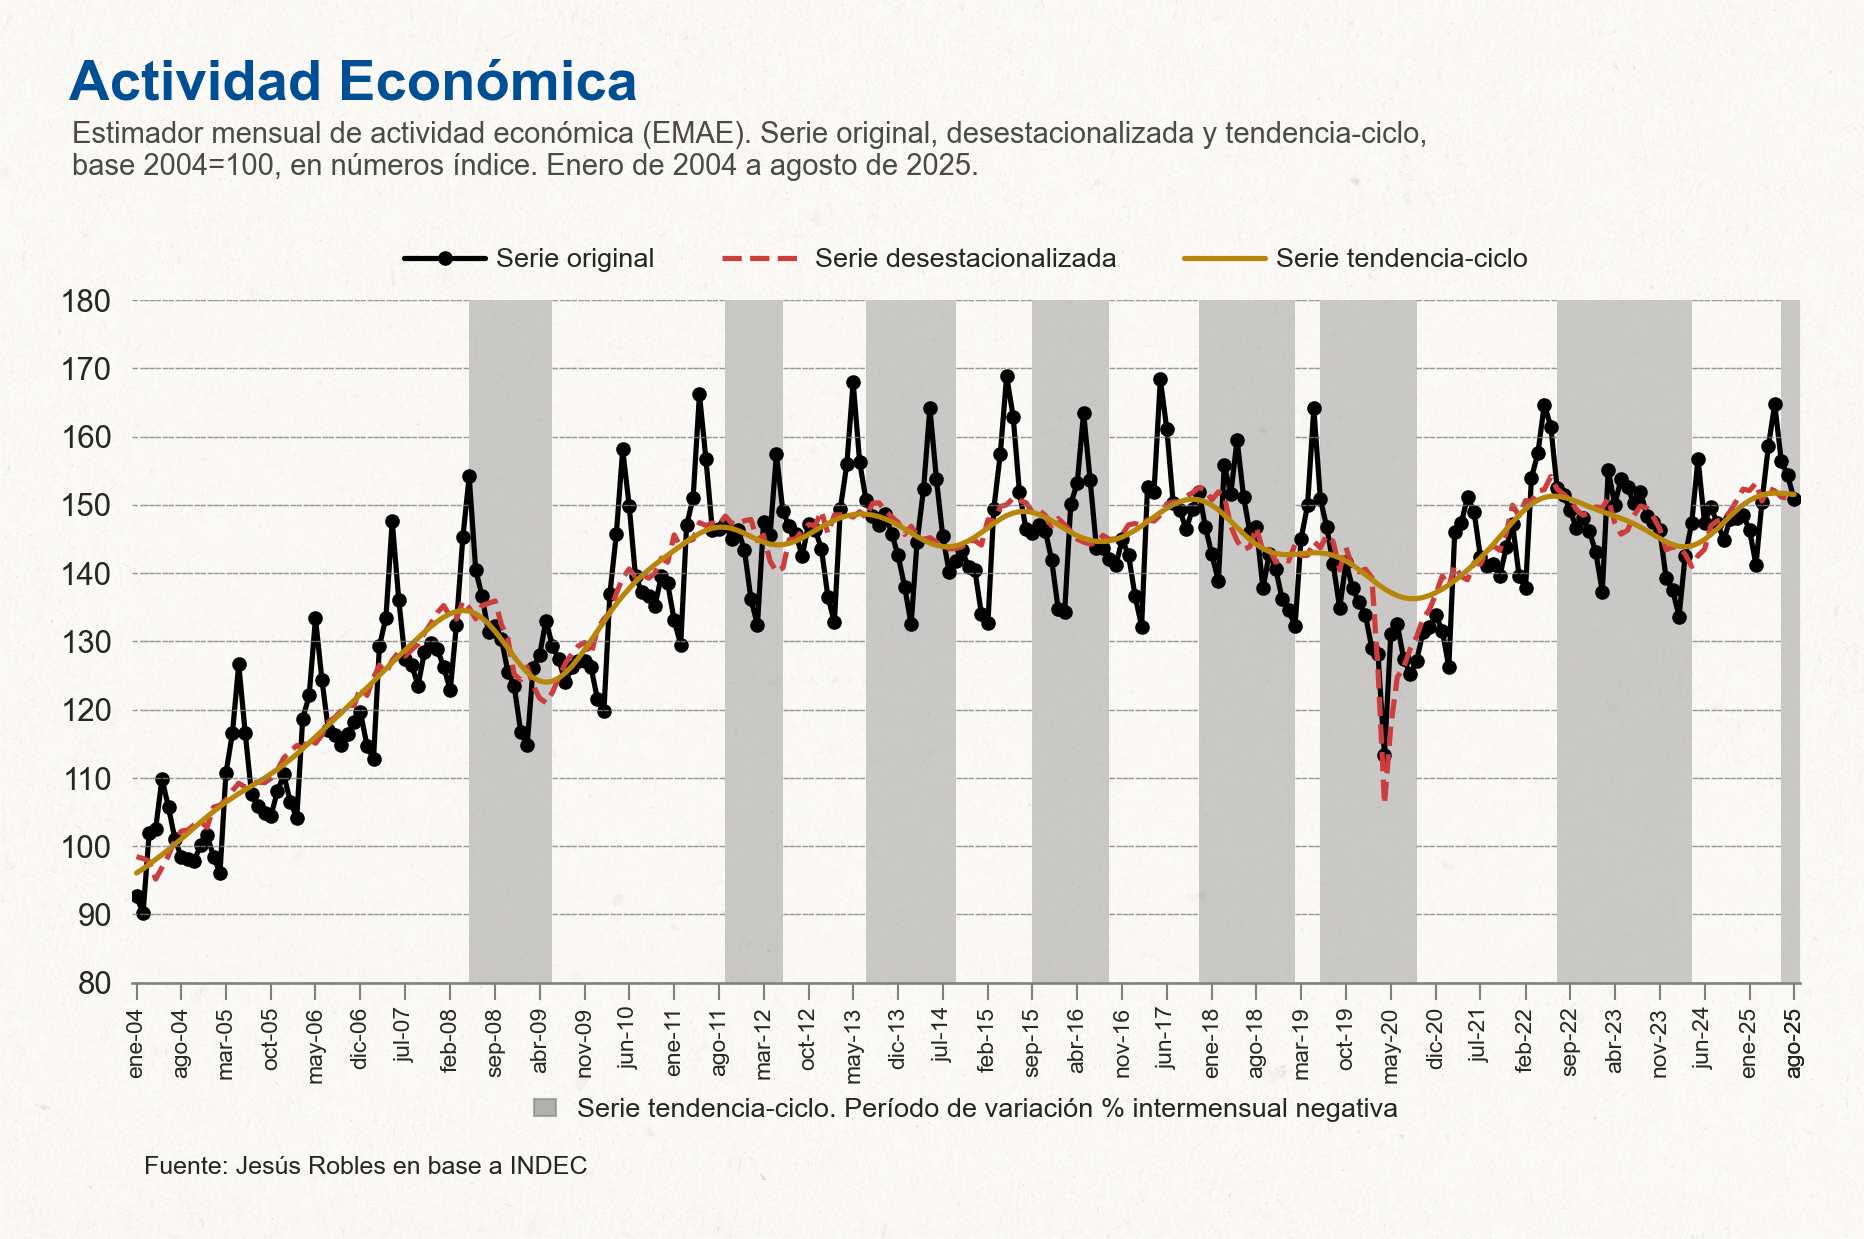 Actividad Económica
Estimador mensual de actividad económica (EMAE). Serie original, desestacionalizada y tendencia-ciclo,
base 2004=100, en números índice. Enero de 2004 a agosto de 2025.
Serie original
Serie desestacionalizada
Serie tendencia-ciclo
180
170
160
150
140
130
120
110
100
90
80
ene-04
ago-04
mar-05
oct-05
may-06
dic-06
jul-07
feb-08
sep-08
abr-09
nov-09
jun-10
ene-11
ago-11
mar-12
oct-12
may-13
dic-13
jul-14
feb-15
sep-15
abr-16
nov-16
jun-17
ene-18
ago-18
mar-19
oct-19
may-20
dic-20
jul-21
feb-22
sep-22
abr-23
nov-23
jun-24
ene-25
ago-25
Serie tendencia-ciclo. Período de variación % intermensual negativa
Fuente: Jesús Robles en base a INDEC